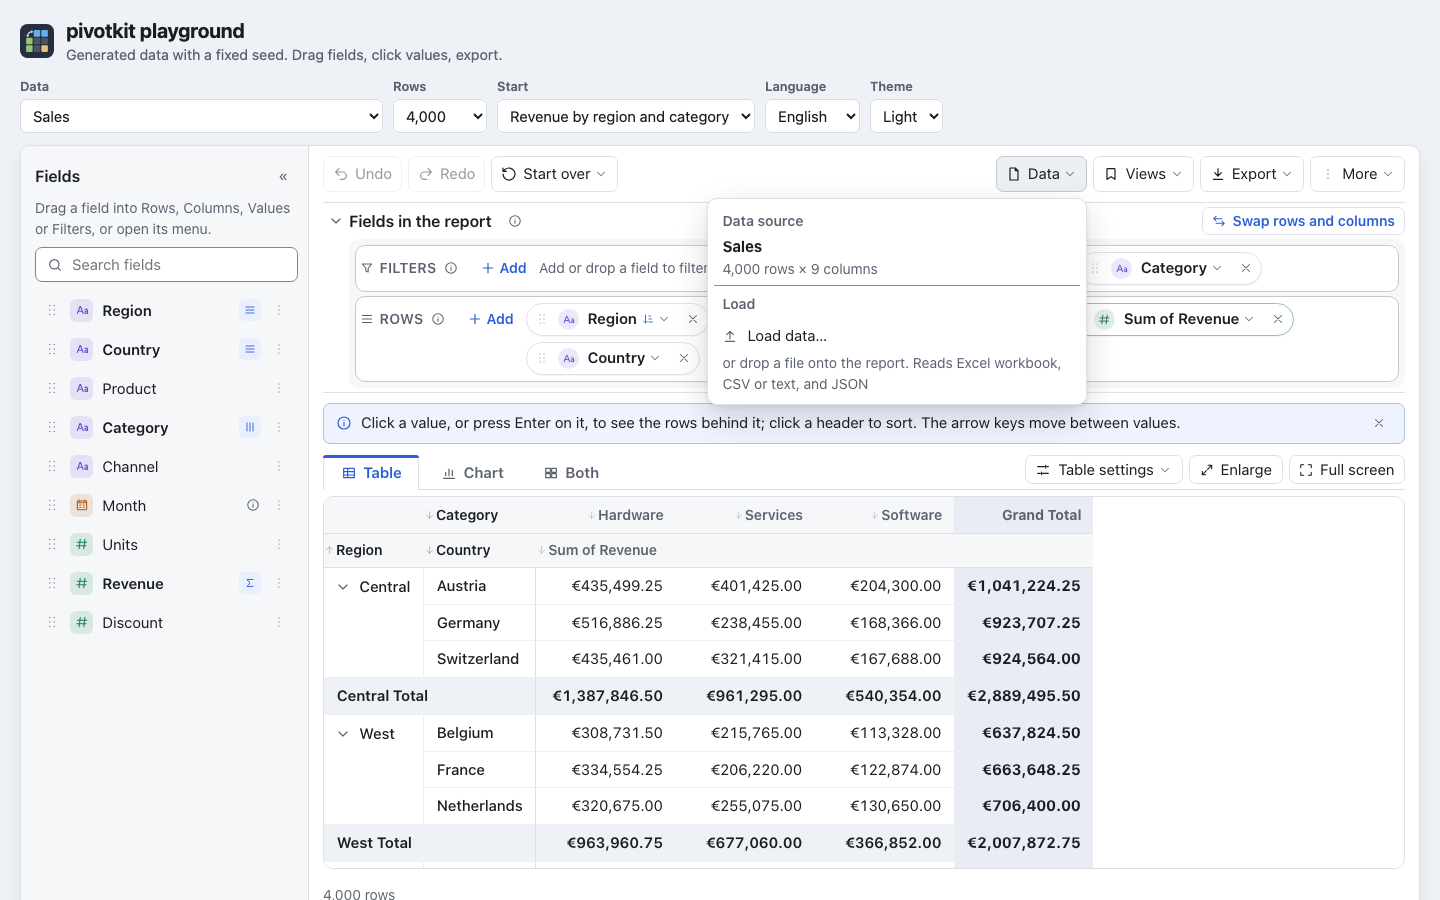 pivotkit playground
Generated data with a fixed seed. Drag fields, click values, export.
Data
Rows
Start
Language
Theme
Sales
4,000
Revenue by region and category
English
Light
Fields
«
Drag a field into Rows, Columns, Values
or Filters, or open its menu.
Search fields
Aa Region
Aa Country
Aa Product
Aa Category
Aa Channel
Month
# Units
# Revenue Σ
# Discount
Undo
Redo
Start over
Data
Views
Export
More
Fields in the report
Swap rows and columns
FILTERS
+ Add
Add or drop a field to filter
Aa Category
ROWS
+ Add
Aa Region
Aa Country
# Sum of Revenue
Data source
Sales
4,000 rows × 9 columns
Load
Load data...
or drop a file onto the report. Reads Excel workbook,
CSV or text, and JSON
Click a value, or press Enter on it, to see the rows behind it; click a header to sort. The arrow keys move between values.
Table
Chart
Both
Table settings
Enlarge
Full screen
↓ Category ↓ Hardware ↓ Services ↓ Software Grand Total
↑ Region ↓ Country ↓ Sum of Revenue
Central Austria €435,499.25 €401,425.00 €204,300.00 €1,041,224.25
Germany €516,886.25 €238,455.00 €168,366.00 €923,707.25
Switzerland €435,461.00 €321,415.00 €167,688.00 €924,564.00
Central Total €1,387,846.50 €961,295.00 €540,354.00 €2,889,495.50
West Belgium €308,731.50 €215,765.00 €113,328.00 €637,824.50
France €334,554.25 €206,220.00 €122,874.00 €663,648.25
Netherlands €320,675.00 €255,075.00 €130,650.00 €706,400.00
West Total €963,960.75 €677,060.00 €366,852.00 €2,007,872.75
4,000 rows